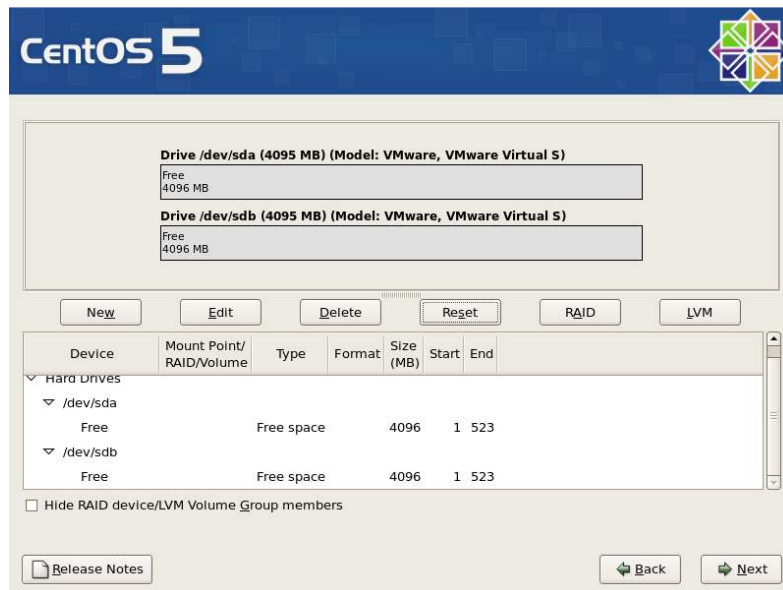 CentOS 5
Drive /dev/sda (4095 MB) (Model: VMware, VMware Virtual S)
Free
4096 MB
Drive /dev/sdb (4095 MB) (Model: VMware, VMware Virtual S)
Free
4096 MB
New Edit Delete Reset RAID LVM
Device Mount Point/ RAID/Volume Type Format Size (MB) Start End
Hard Drives
/dev/sda
Free Free space 4096 1 523
/dev/sdb
Free Free space 4096 1 523
Hide RAID device/LVM Volume Group members
Release Notes Back Next